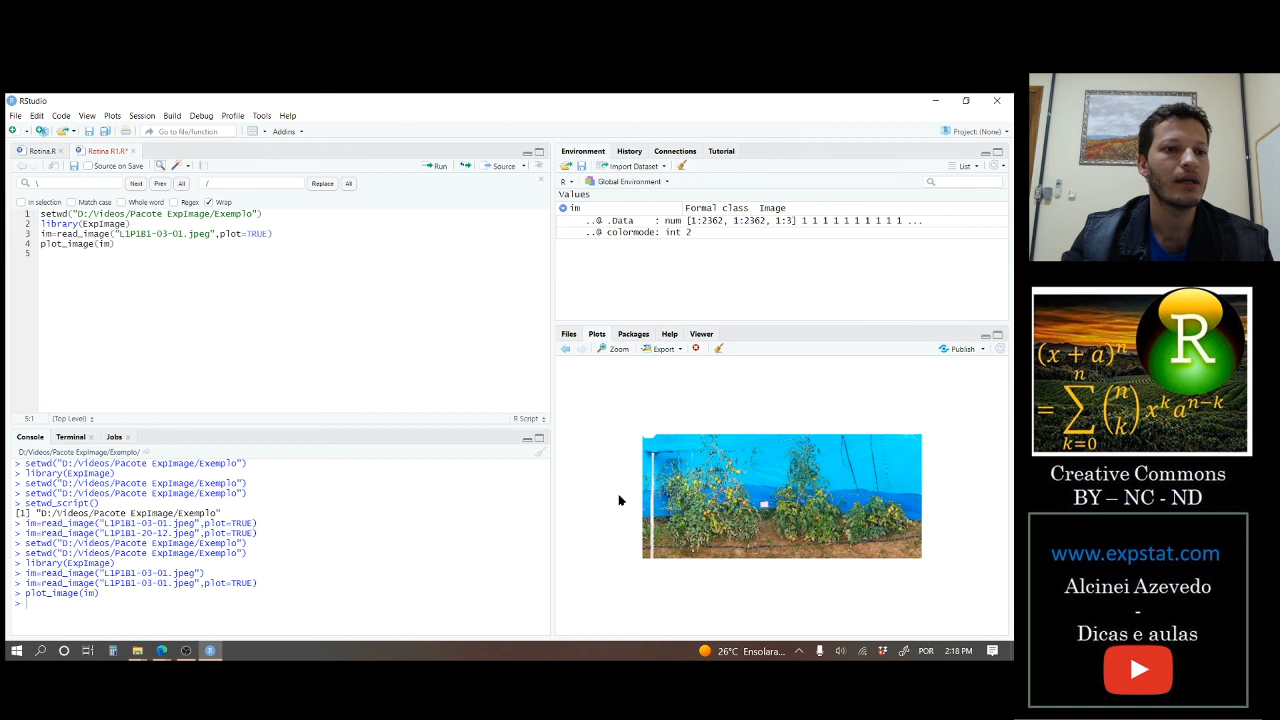 RStudio
File Edit Code View Plots Session Build Debug Profile Tools Help
Go to file/function Addins Project: (None)
Rotina.R Rotina R1.R*
Source on Save Run Source
\ Next Prev All / Replace All
In selection Match case Whole word Regex Wrap
1 setwd("D:/videos/Pacote ExpImage/Exemplo")
2 library(ExpImage)
3 im=read_image("L1P1B1-03-01.jpeg",plot=TRUE)
4 plot_image(im)
5
5:1 (Top Level) R Script
Console Terminal Jobs
D:/Videos/Pacote ExpImage/Exemplo/
> setwd("D:/videos/Pacote ExpImage/Exemplo")
> library(ExpImage)
> setwd("D:/videos/Pacote ExpImage/Exemplo")
> setwd("D:/videos/Pacote ExpImage/Exemplo")
> setwd_script()
[1] "D:/videos/Pacote ExpImage/Exemplo"
> im=read_image("L1P1B1-03-01.jpeg",plot=TRUE)
> im=read_image("L1P1B1-20-12.jpeg",plot=TRUE)
> setwd("D:/videos/Pacote ExpImage/Exemplo")
> setwd("D:/videos/Pacote ExpImage/Exemplo")
> library(ExpImage)
> im=read_image("L1P1B1-03-01.jpeg")
> im=read_image("L1P1B1-03-01.jpeg",plot=TRUE)
> plot_image(im)
>
Environment History Connections Tutorial
Import Dataset List
R Global Environment
Values
im Formal class Image
..@ .Data : num [1:2362, 1:2362, 1:3] 1 1 1 1 1 1 1 1 1 1 ...
..@ colormode: int 2
Files Plots Packages Help Viewer
Zoom Export Publish
26°C Ensolara... POR 2:18 PM
R
(x + a)^n
= ∑_{k=0}^{n} (n k) x^k a^{n−k}
Creative Commons
BY – NC - ND
www.expstat.com
Alcinei Azevedo
-
Dicas e aulas